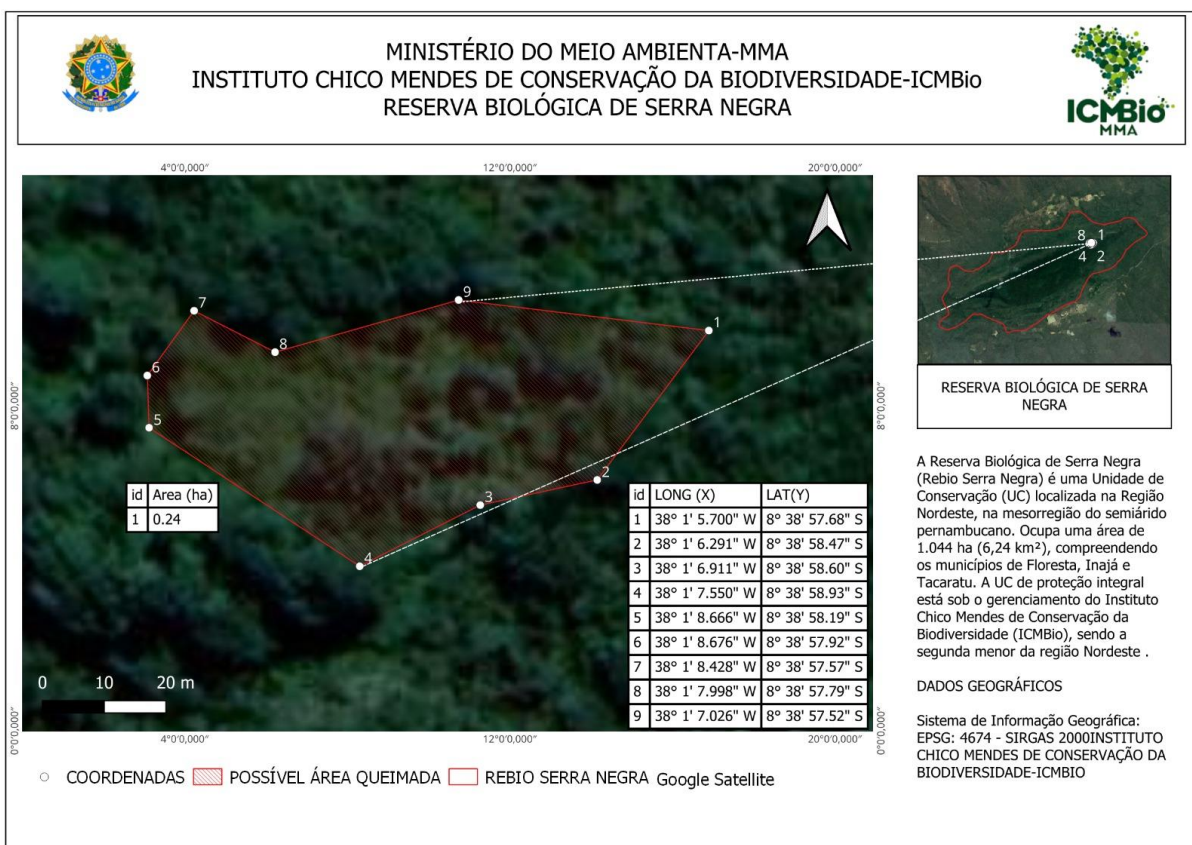 MINISTÉRIO DO MEIO AMBIENTA-MMA
INSTITUTO CHICO MENDES DE CONSERVAÇÃO DA BIODIVERSIDADE-ICMBio
RESERVA BIOLÓGICA DE SERRA NEGRA
ICMBio
MMA
4°0'0,000" 12°0'0,000" 20°0'0,000"
8°0'0,000"
0°0'0,000"
9
7
1
8
6
5
2
3
4
id Area (ha)
1 0.24
id LONG (X) LAT(Y)
1 38° 1' 5.700" W 8° 38' 57.68" S
2 38° 1' 6.291" W 8° 38' 58.47" S
3 38° 1' 6.911" W 8° 38' 58.60" S
4 38° 1' 7.550" W 8° 38' 58.93" S
5 38° 1' 8.666" W 8° 38' 58.19" S
6 38° 1' 8.676" W 8° 38' 57.92" S
7 38° 1' 8.428" W 8° 38' 57.57" S
8 38° 1' 7.998" W 8° 38' 57.79" S
9 38° 1' 7.026" W 8° 38' 57.52" S
0 10 20 m
8°0'0,000"
0°0'0,000"
4°0'0,000" 12°0'0,000" 20°0'0,000"
COORDENADAS POSSÍVEL ÁREA QUEIMADA REBIO SERRA NEGRA Google Satellite
8 1
4 2
RESERVA BIOLÓGICA DE SERRA
NEGRA
A Reserva Biológica de Serra Negra
(Rebio Serra Negra) é uma Unidade de
Conservação (UC) localizada na Região
Nordeste, na mesorregião do semiárido
pernambucano. Ocupa uma área de
1.044 ha (6,24 km²), compreendendo
os municípios de Floresta, Inajá e
Tacaratu. A UC de proteção integral
está sob o gerenciamento do Instituto
Chico Mendes de Conservação da
Biodiversidade (ICMBio), sendo a
segunda menor da região Nordeste .
DADOS GEOGRÁFICOS
Sistema de Informação Geográfica:
EPSG: 4674 - SIRGAS 2000INSTITUTO
CHICO MENDES DE CONSERVAÇÃO DA
BIODIVERSIDADE-ICMBIO